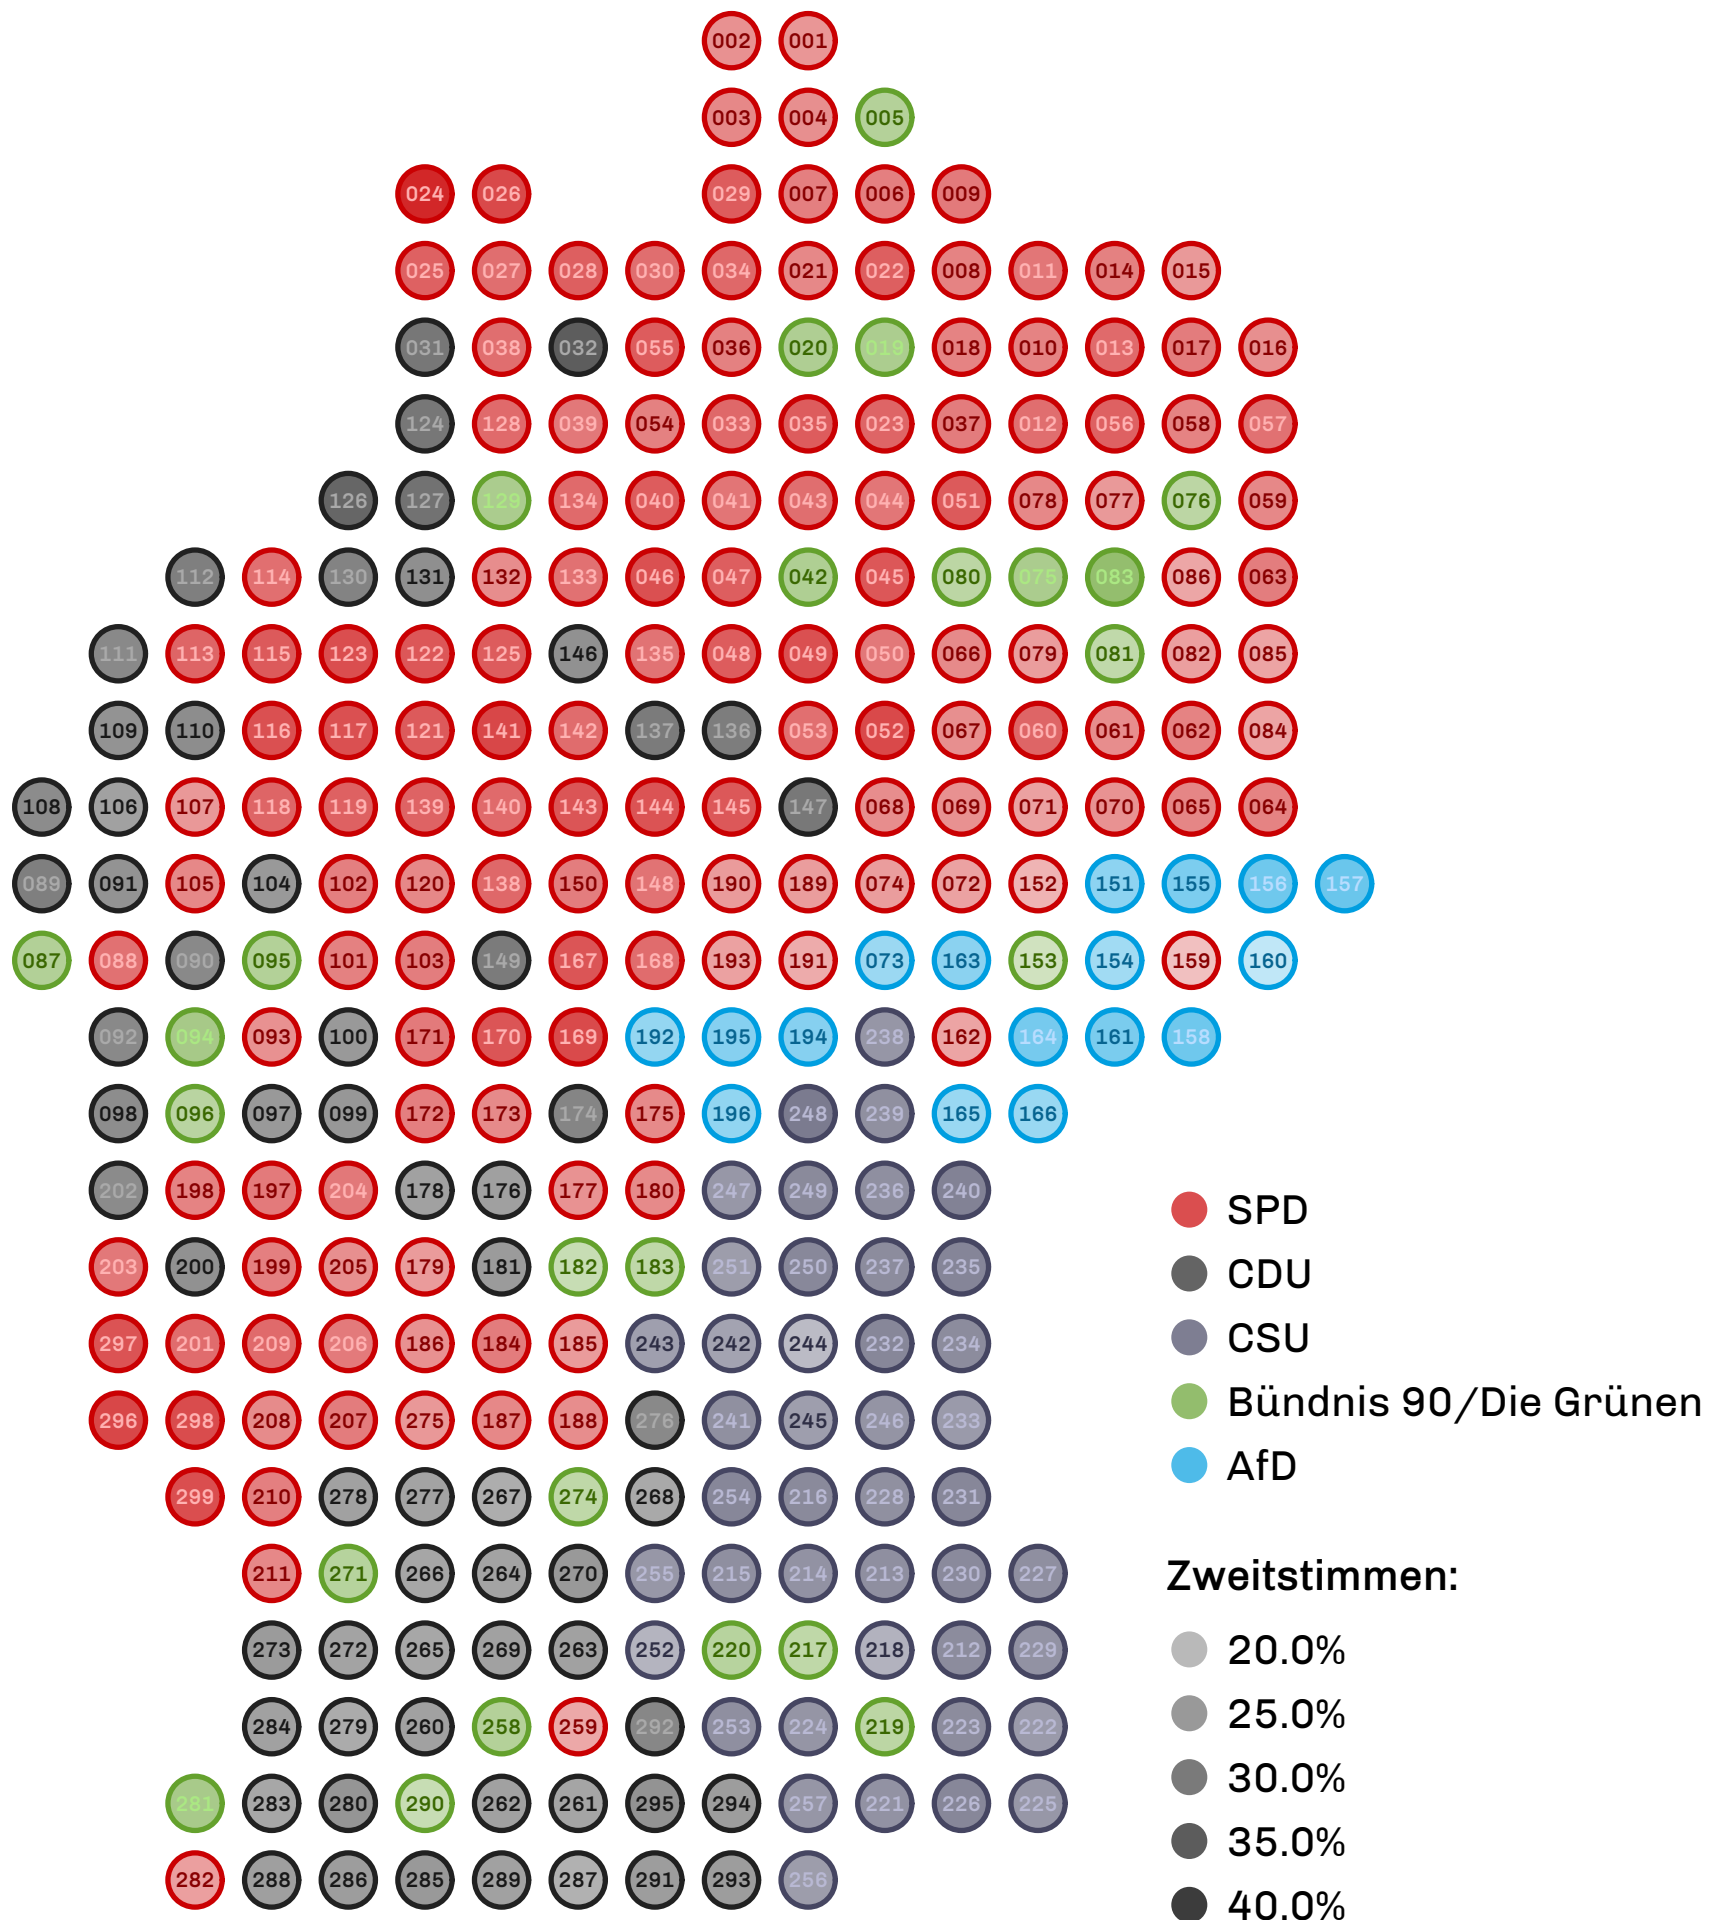 002 001
003 004 005
024 026 029 007 006 009
025 027 028 030 034 021 022 008 011 014 015
031 038 032 055 036 020 019 018 010 013 017 016
124 128 039 054 033 035 023 037 012 056 058 057
126 127 129 134 040 041 043 044 051 078 077 076 059
112 114 130 131 132 133 046 047 042 045 080 075 083 086 063
111 113 115 123 122 125 146 135 048 049 050 066 079 081 082 085
109 110 116 117 121 141 142 137 136 053 052 067 060 061 062 084
108 106 107 118 119 139 140 143 144 145 147 068 069 071 070 065 064
089 091 105 104 102 120 138 150 148 190 189 074 072 152 151 155 156 157
087 088 090 095 101 103 149 167 168 193 191 073 163 153 154 159 160
092 094 093 100 171 170 169 192 195 194 238 162 164 161 158
098 096 097 099 172 173 174 175 196 248 239 165 166
202 198 197 204 178 176 177 180 247 249 236 240
203 200 199 205 179 181 182 183 251 250 237 235
297 201 209 206 186 184 185 243 242 244 232 234
296 298 208 207 275 187 188 276 241 245 246 233
299 210 278 277 267 274 268 254 216 228 231
211 271 266 264 270 255 215 214 213 230 227
273 272 265 269 263 252 220 217 218 212 229
284 279 260 258 259 292 253 224 219 223 222
281 283 280 290 262 261 295 294 257 221 226 225
282 288 286 285 289 287 291 293 256
SPD
CDU
CSU
Bündnis 90/Die Grünen
AfD
Zweitstimmen:
20.0%
25.0%
30.0%
35.0%
40.0%